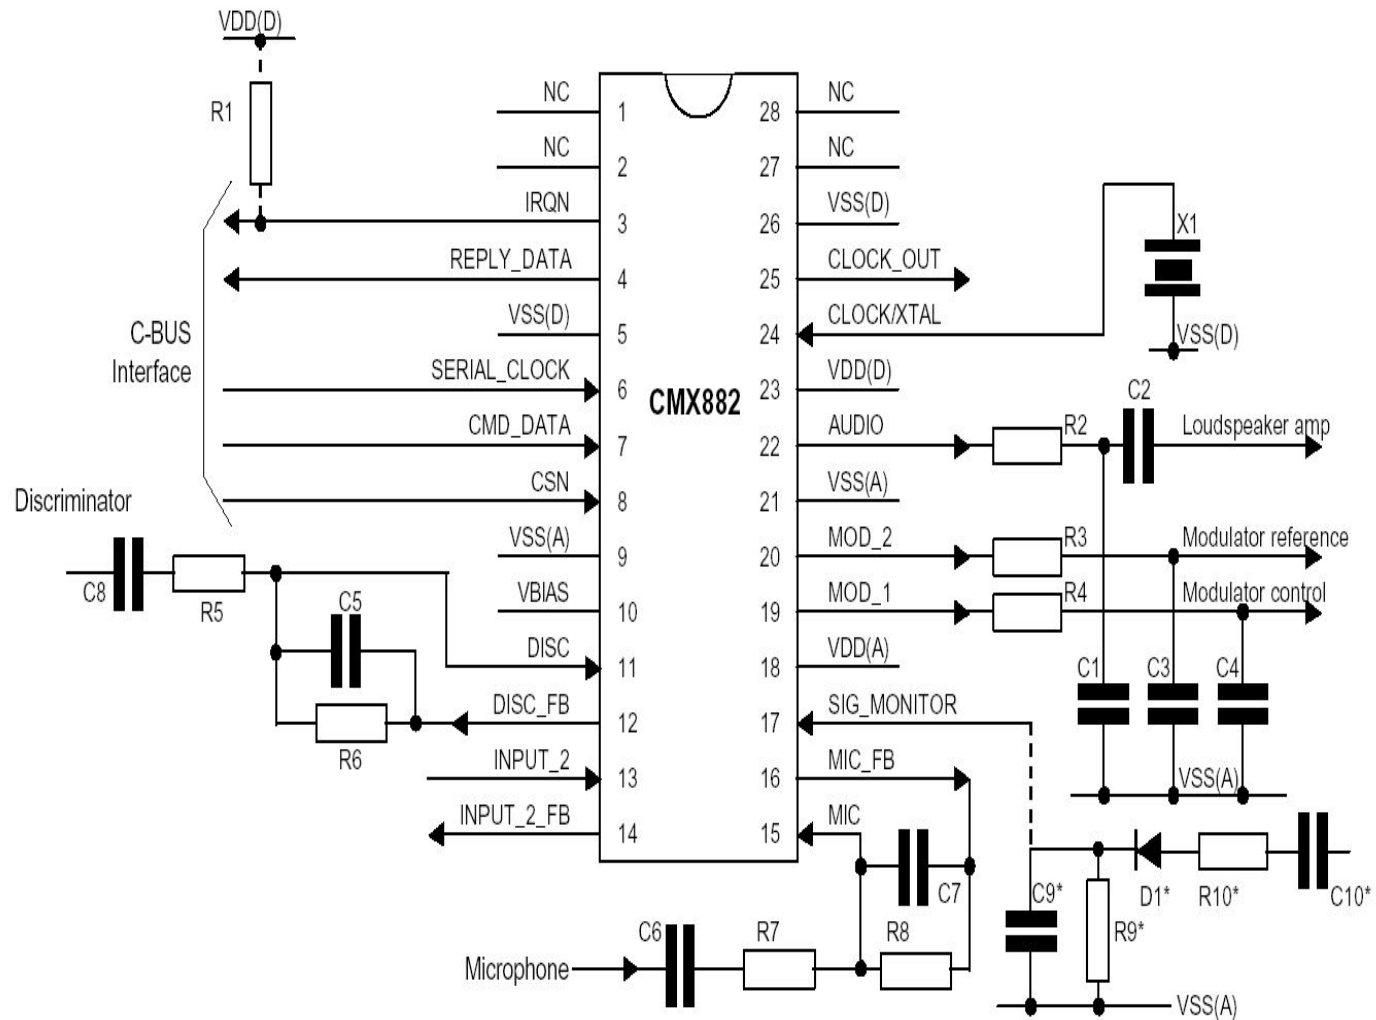 VDD(D)
R1
NC 1 28 NC
NC 2 27 NC
IRQN 3 26 VSS(D)
X1
REPLY_DATA 4 25 CLOCK_OUT
C-BUS
Interface
VSS(D) 5 24 CLOCK/XTAL
VSS(D)
SERIAL_CLOCK 6 23 VDD(D)
CMX882
C2
CMD_DATA 7 22 AUDIO R2 Loudspeaker amp
Discriminator
CSN 8 21 VSS(A)
VSS(A) 9 20 MOD_2 R3 Modulator reference
C8 R5 C5
VBIAS 10 19 MOD_1 R4 Modulator control
DISC 11 18 VDD(A) C1 C3 C4
DISC_FB 12 17 SIG_MONITOR
R6
INPUT_2 13 16 MIC_FB
VSS(A)
INPUT_2_FB 14 15 MIC
C7 C9* D1* R10* C10*
C6 R7 R8 R9*
Microphone
VSS(A)